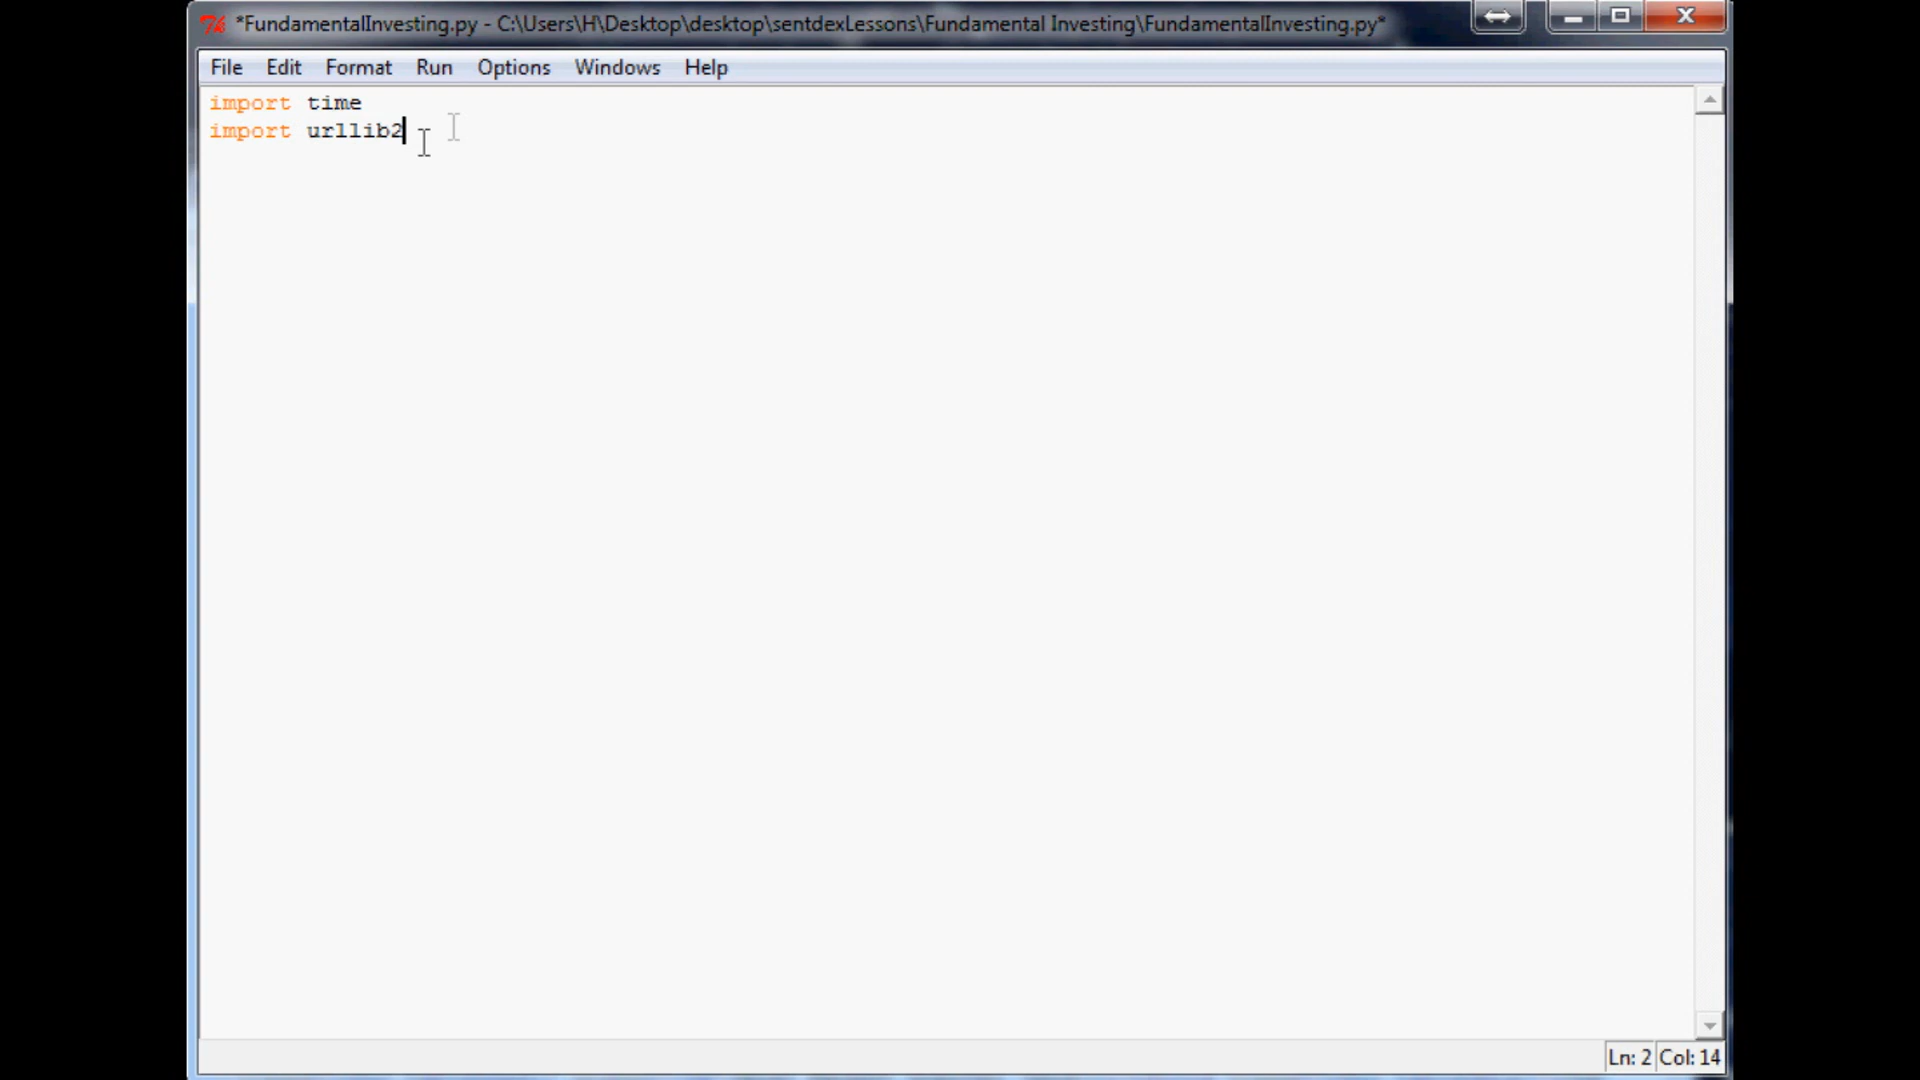 *FundamentalInvesting.py - C:\Users\H\Desktop\desktop\sentdexLessons\Fundamental Investing\FundamentalInvesting.py*
File Edit Format Run Options Windows Help
import time
import urllib2
Ln: 2 Col: 14